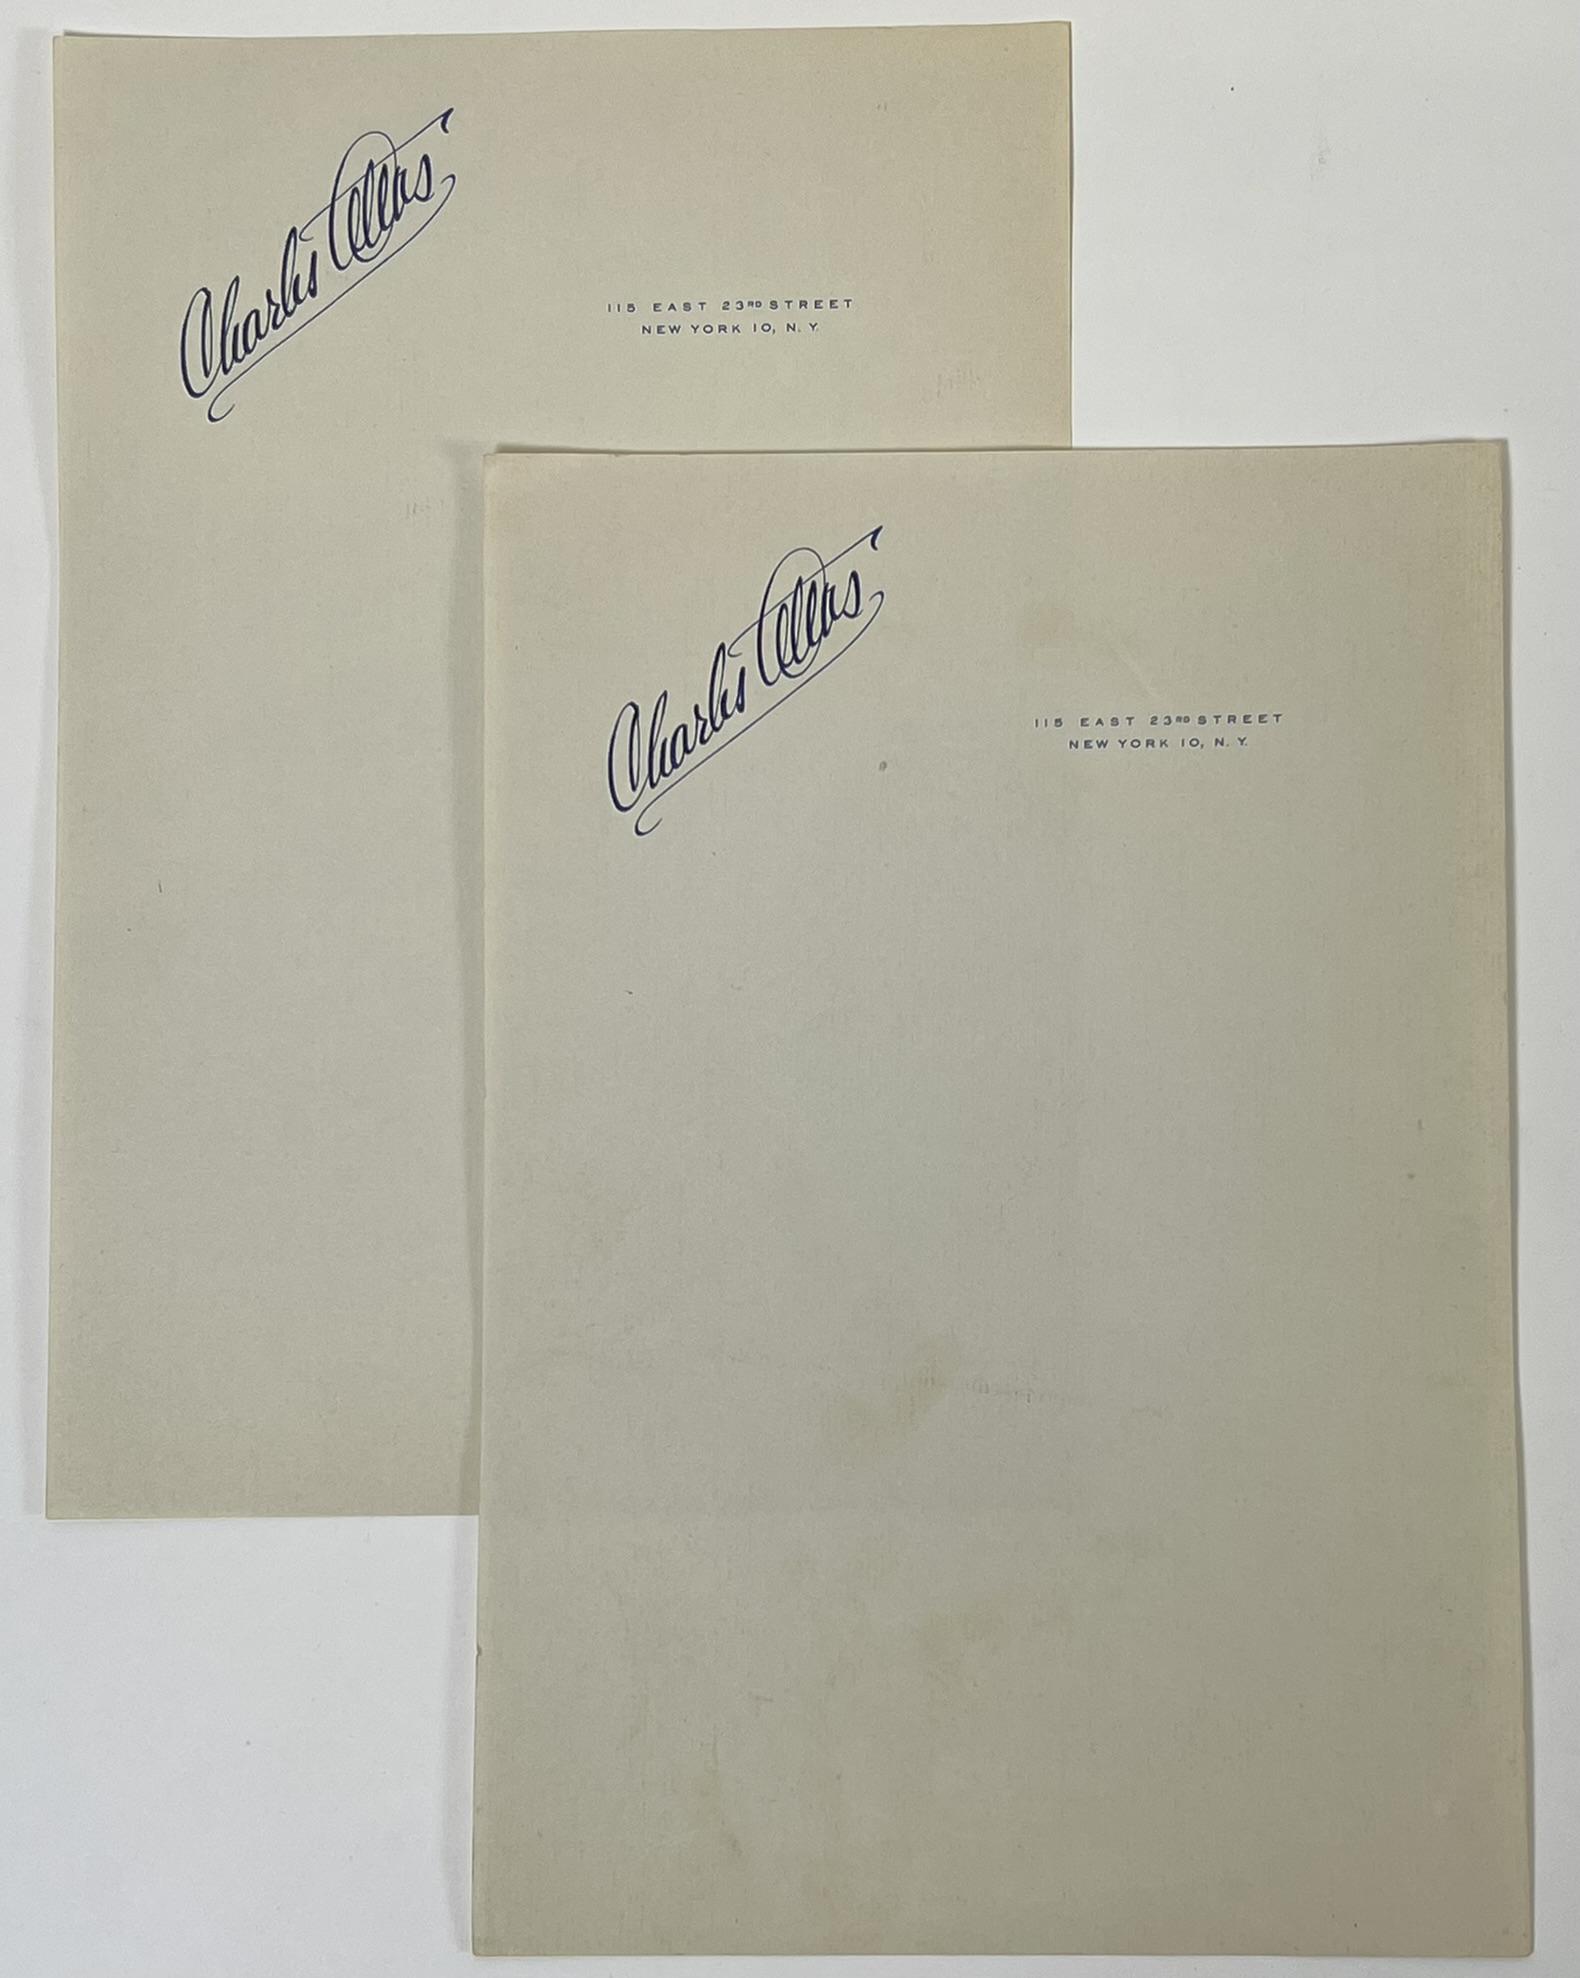 Charles Atlas
115 EAST 23RD STREET
NEW YORK 10, N. Y.
Charles Atlas
115 EAST 23RD STREET
NEW YORK 10, N. Y.